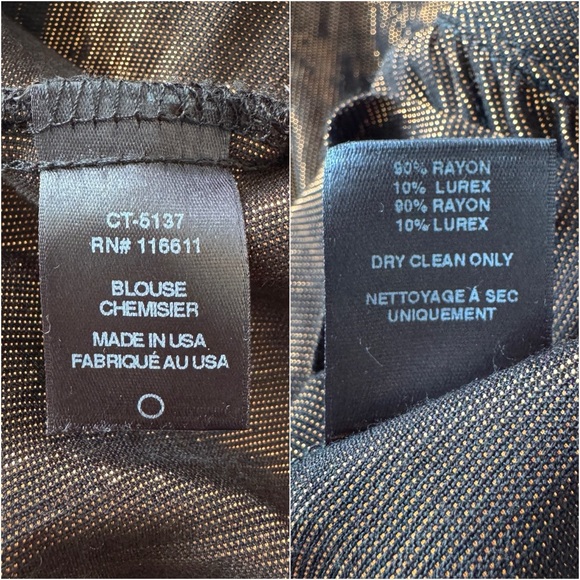 CT-5137
RN# 116611
BLOUSE
CHEMISIER
MADE IN USA
FABRIQUÉ AU USA
90% RAYON
10% LUREX
90% RAYON
10% LUREX
DRY CLEAN ONLY
NETTOYAGE À SEC
UNIQUEMENT